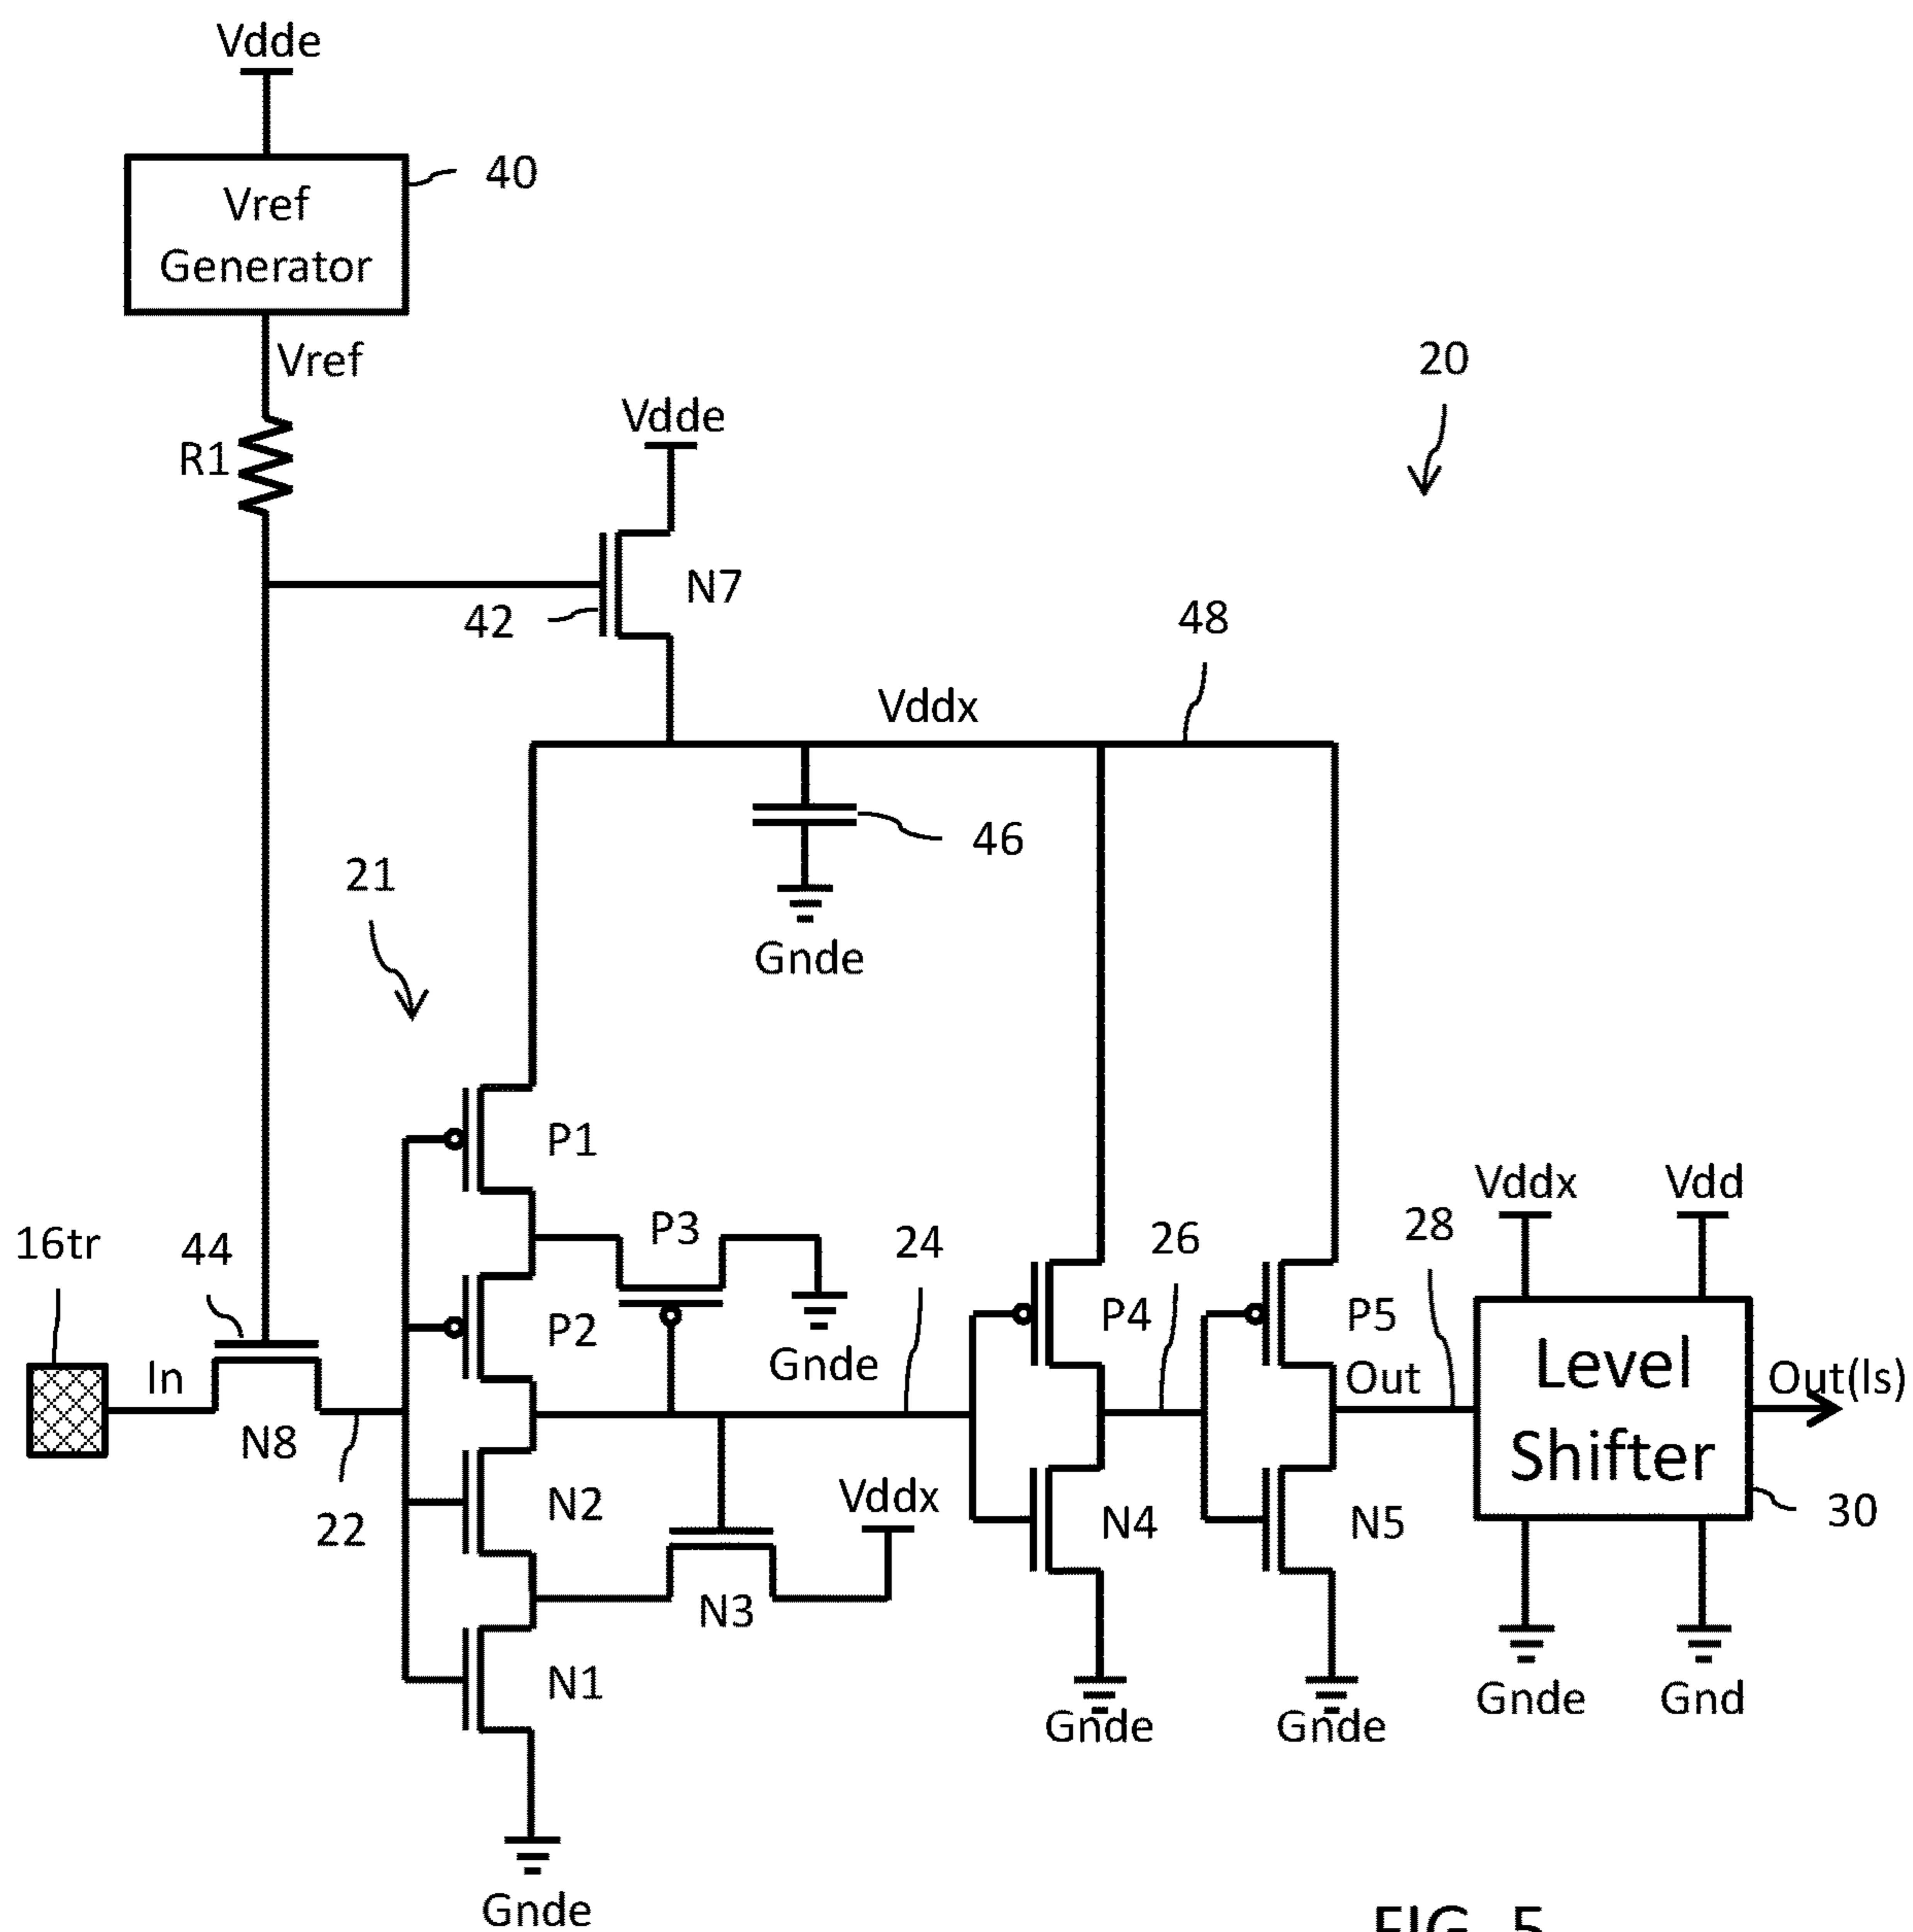 Vdde
40
Vref
Generator
Vref
20
R1
Vdde
N7
42
48
Vddx
46
21
Gnde
P1
Vddx
Vdd
16tr
44
P3
24
26
28
P2
P4
P5
Level
Shifter
Out
Out(ls)
In
Gnde
N8
22
N2
Vddx
N4
N5
30
N3
N1
Gnde
Gnde
Gnde
Gnd
Gnde
FIG. 5